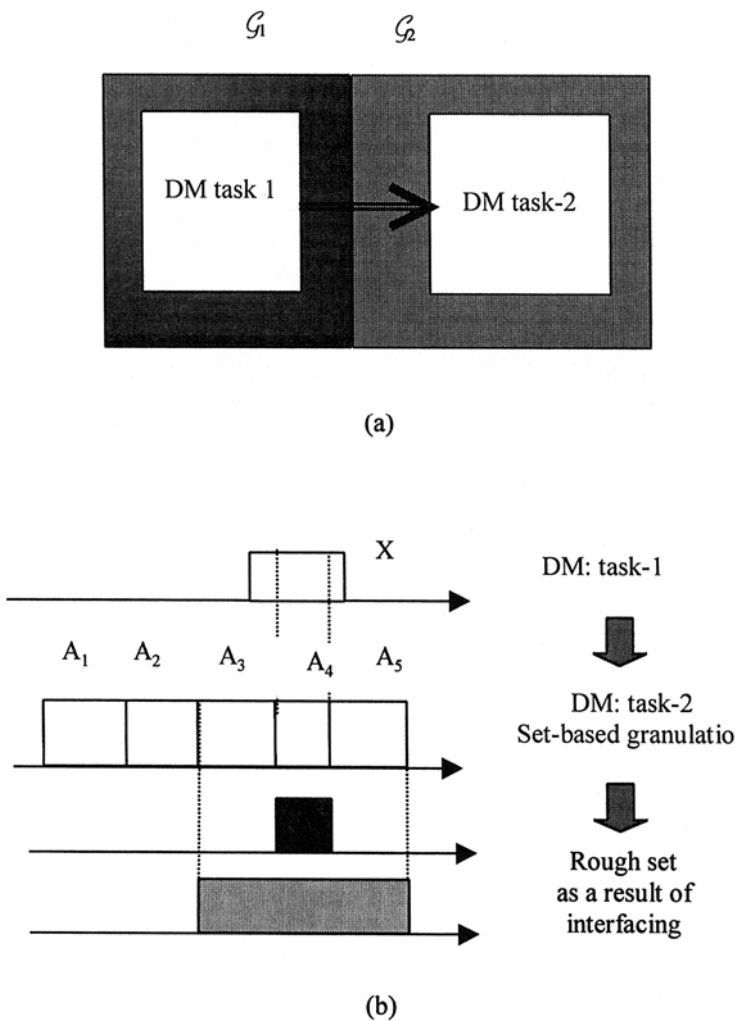 𝒢1 𝒢2
DM task 1
DM task-2
(a)
X
DM: task-1
A1 A2 A3 A4 A5
DM: task-2
Set-based granulatio
Rough set
as a result of
interfacing
(b)